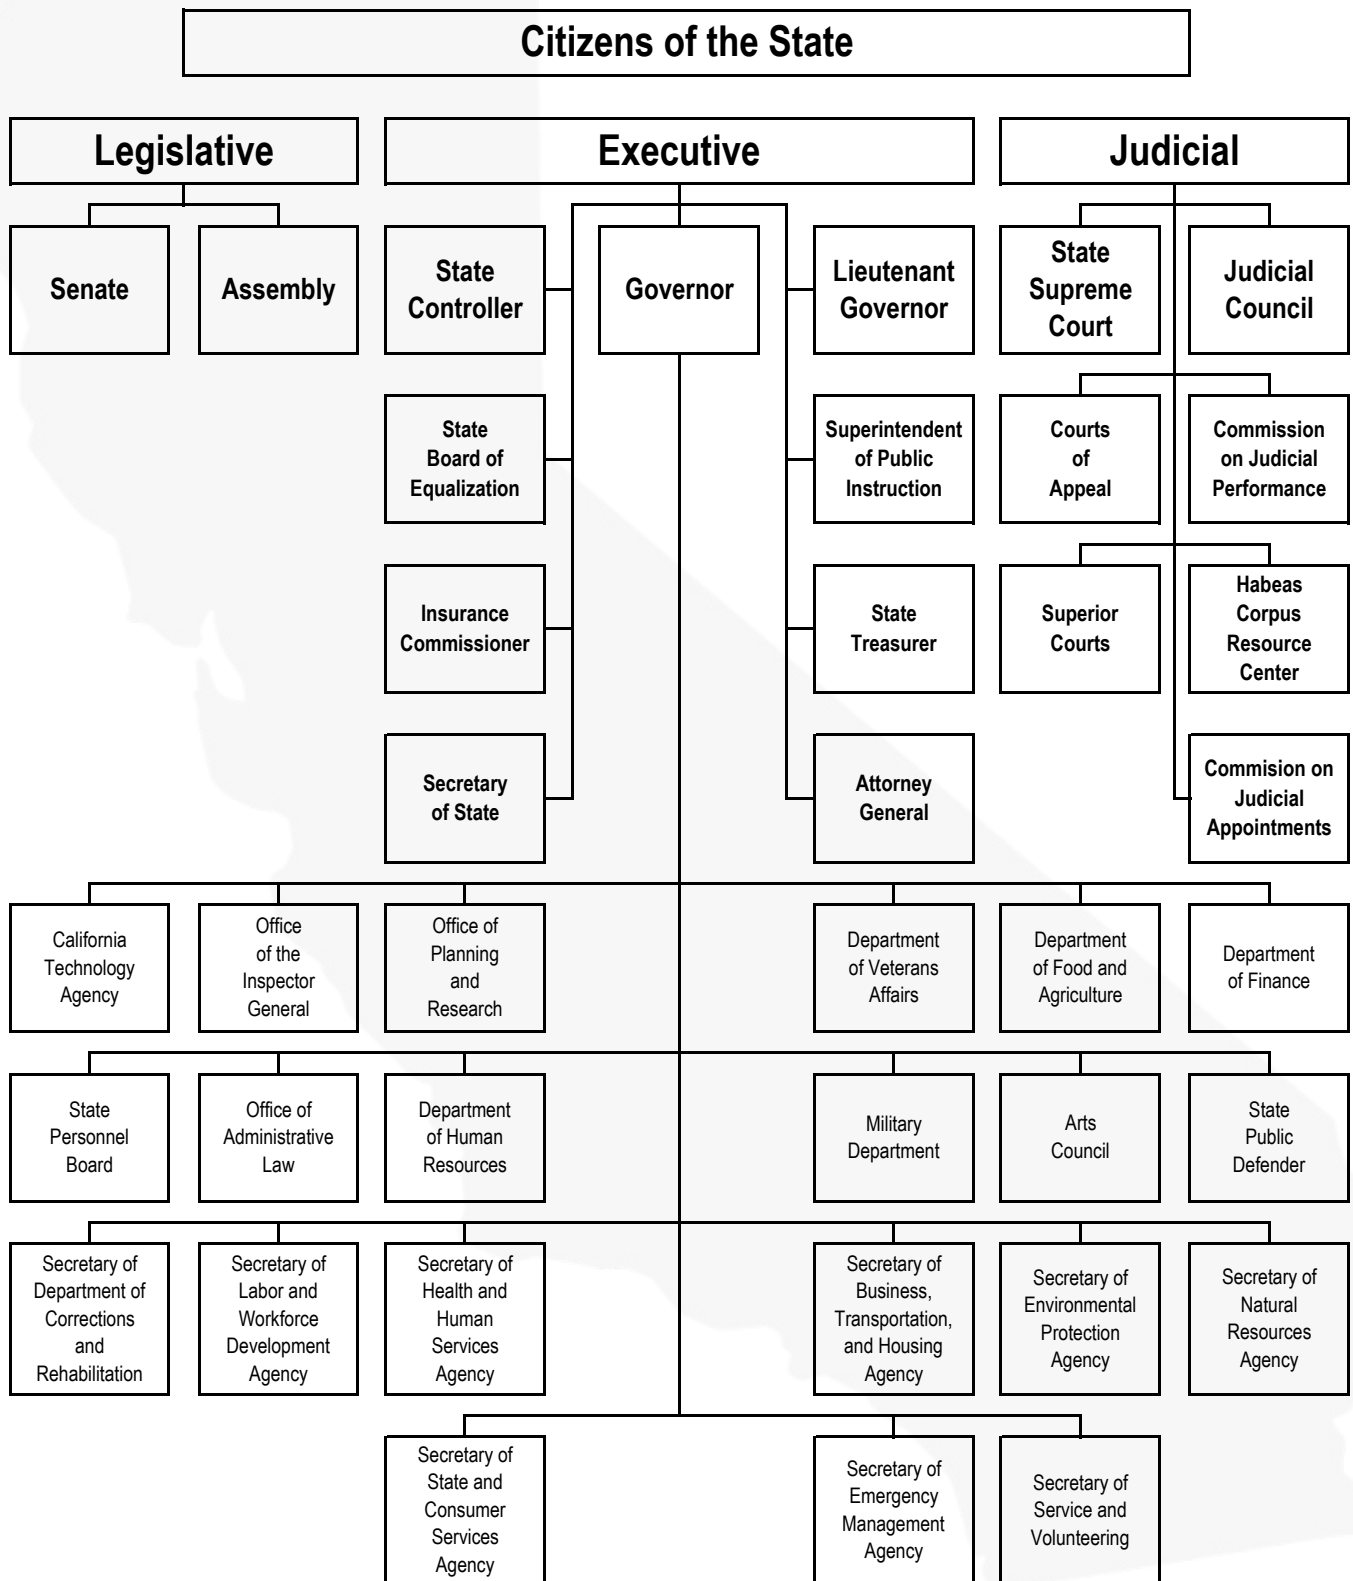 Citizens of the State
Legislative
Executive
Judicial
Senate
Assembly
State
Controller
Governor
Lieutenant
Governor
State
Supreme
Court
Judicial
Council
State
Board of
Equalization
Superintendent
of Public
Instruction
Courts
of
Appeal
Commission
on Judicial
Performance
Insurance
Commissioner
State
Treasurer
Superior
Courts
Habeas
Corpus
Resource
Center
Secretary
of State
Attorney
General
Commision on
Judicial
Appointments
California
Technology
Agency
Office
of the
Inspector
General
Office of
Planning
and
Research
Department
of Veterans
Affairs
Department
of Food and
Agriculture
Department
of Finance
State
Personnel
Board
Office of
Administrative
Law
Department
of Human
Resources
Military
Department
Arts
Council
State
Public
Defender
Secretary of
Department of
Corrections
and
Rehabilitation
Secretary of
Labor and
Workforce
Development
Agency
Secretary of
Health and
Human
Services
Agency
Secretary of
Business,
Transportation,
and Housing
Agency
Secretary of
Environmental
Protection
Agency
Secretary of
Natural
Resources
Agency
Secretary of
State and
Consumer
Services
Agency
Secretary of
Emergency
Management
Agency
Secretary of
Service and
Volunteering